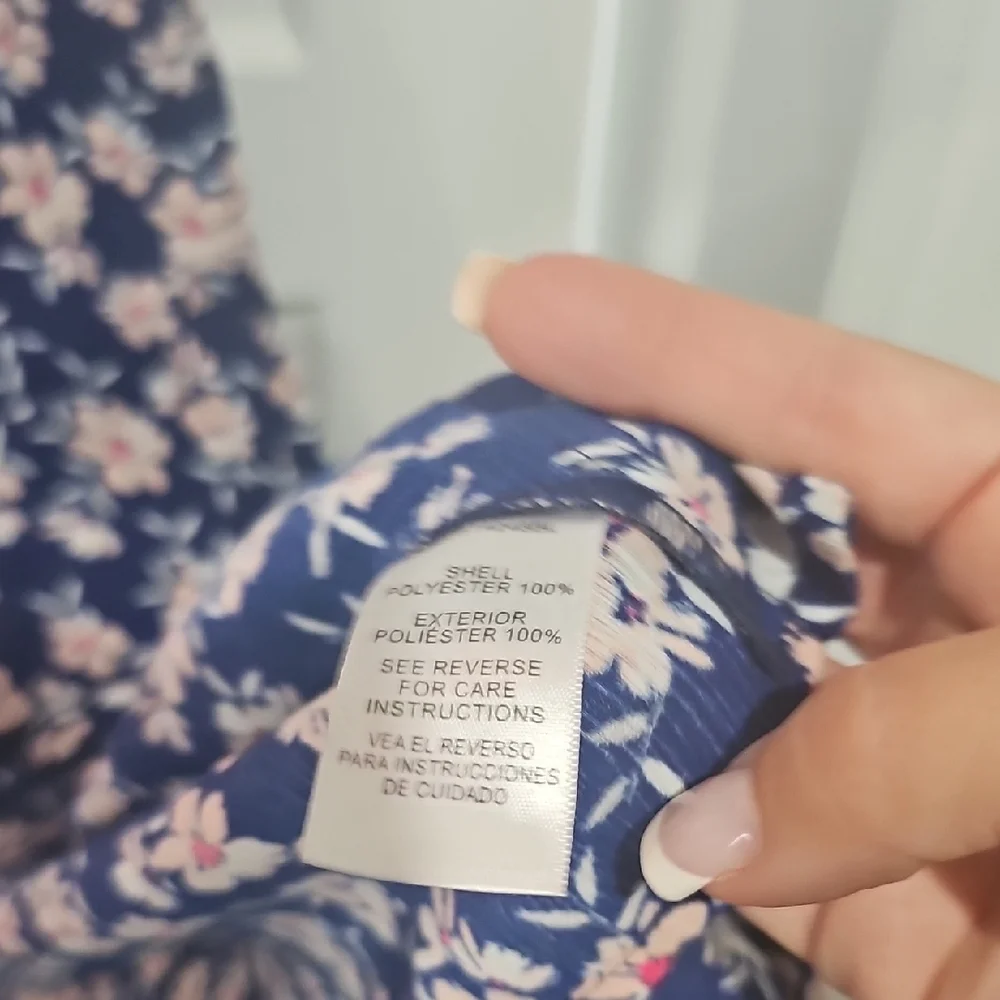 SHELL
POLYESTER 100%
EXTERIOR
POLIÉSTER 100%
SEE REVERSE
FOR CARE
INSTRUCTIONS
VEA EL REVERSO
PARA INSTRUCCIONES
DE CUIDADO